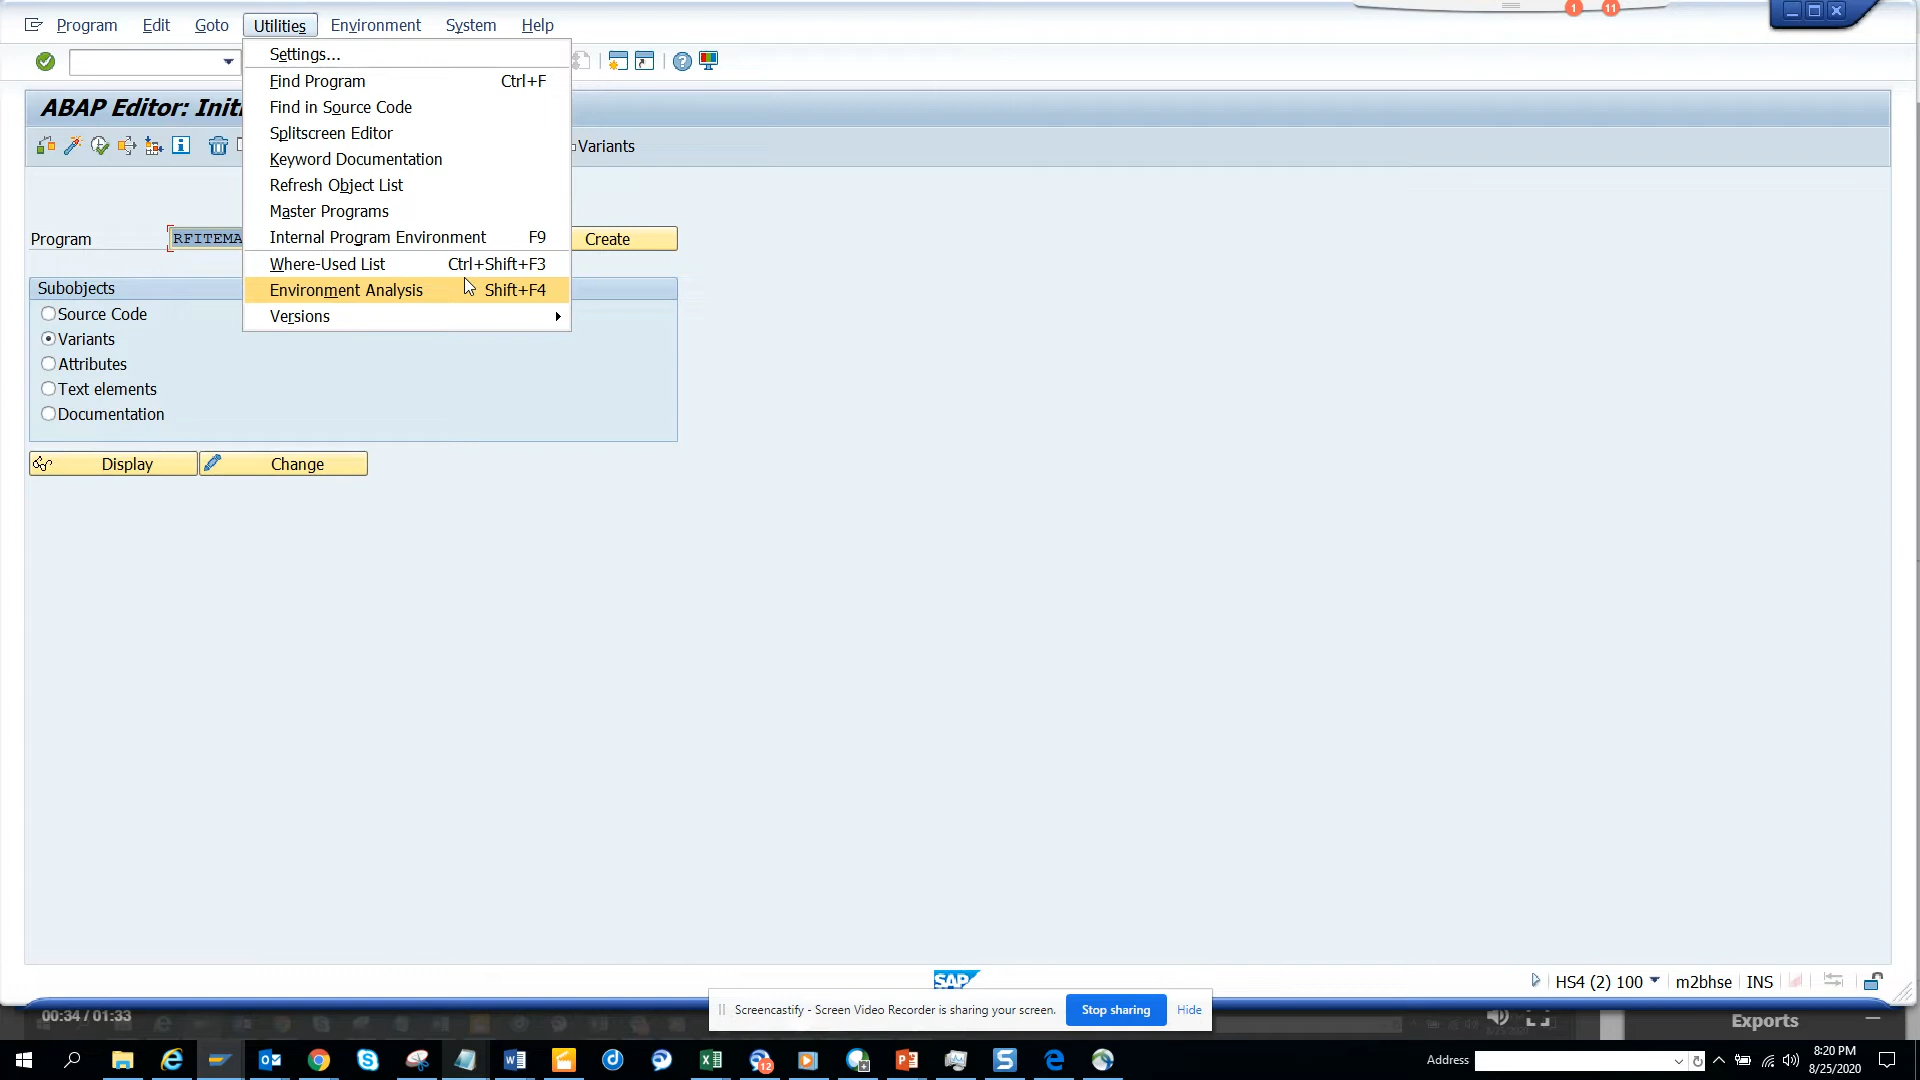 Program Edit Goto Utilities Environment System Help
Settings...
Find Program Ctrl+F
ABAP Editor: Initi
Find in Source Code
Splitscreen Editor
Variants
Keyword Documentation
Refresh Object List
Master Programs
Program RFITEMA
Internal Program Environment F9
Create
Where-Used List Ctrl+Shift+F3
Subobjects
Environment Analysis Shift+F4
Source Code
Versions
Variants
Attributes
Text elements
Documentation
Display Change
SAP
HS4 (2) 100 m2bhse INS
Screencastify - Screen Video Recorder is sharing your screen. Stop sharing Hide
00:34 / 01:33
Exports
Address
8:20 PM
8/25/2020
1 11
12